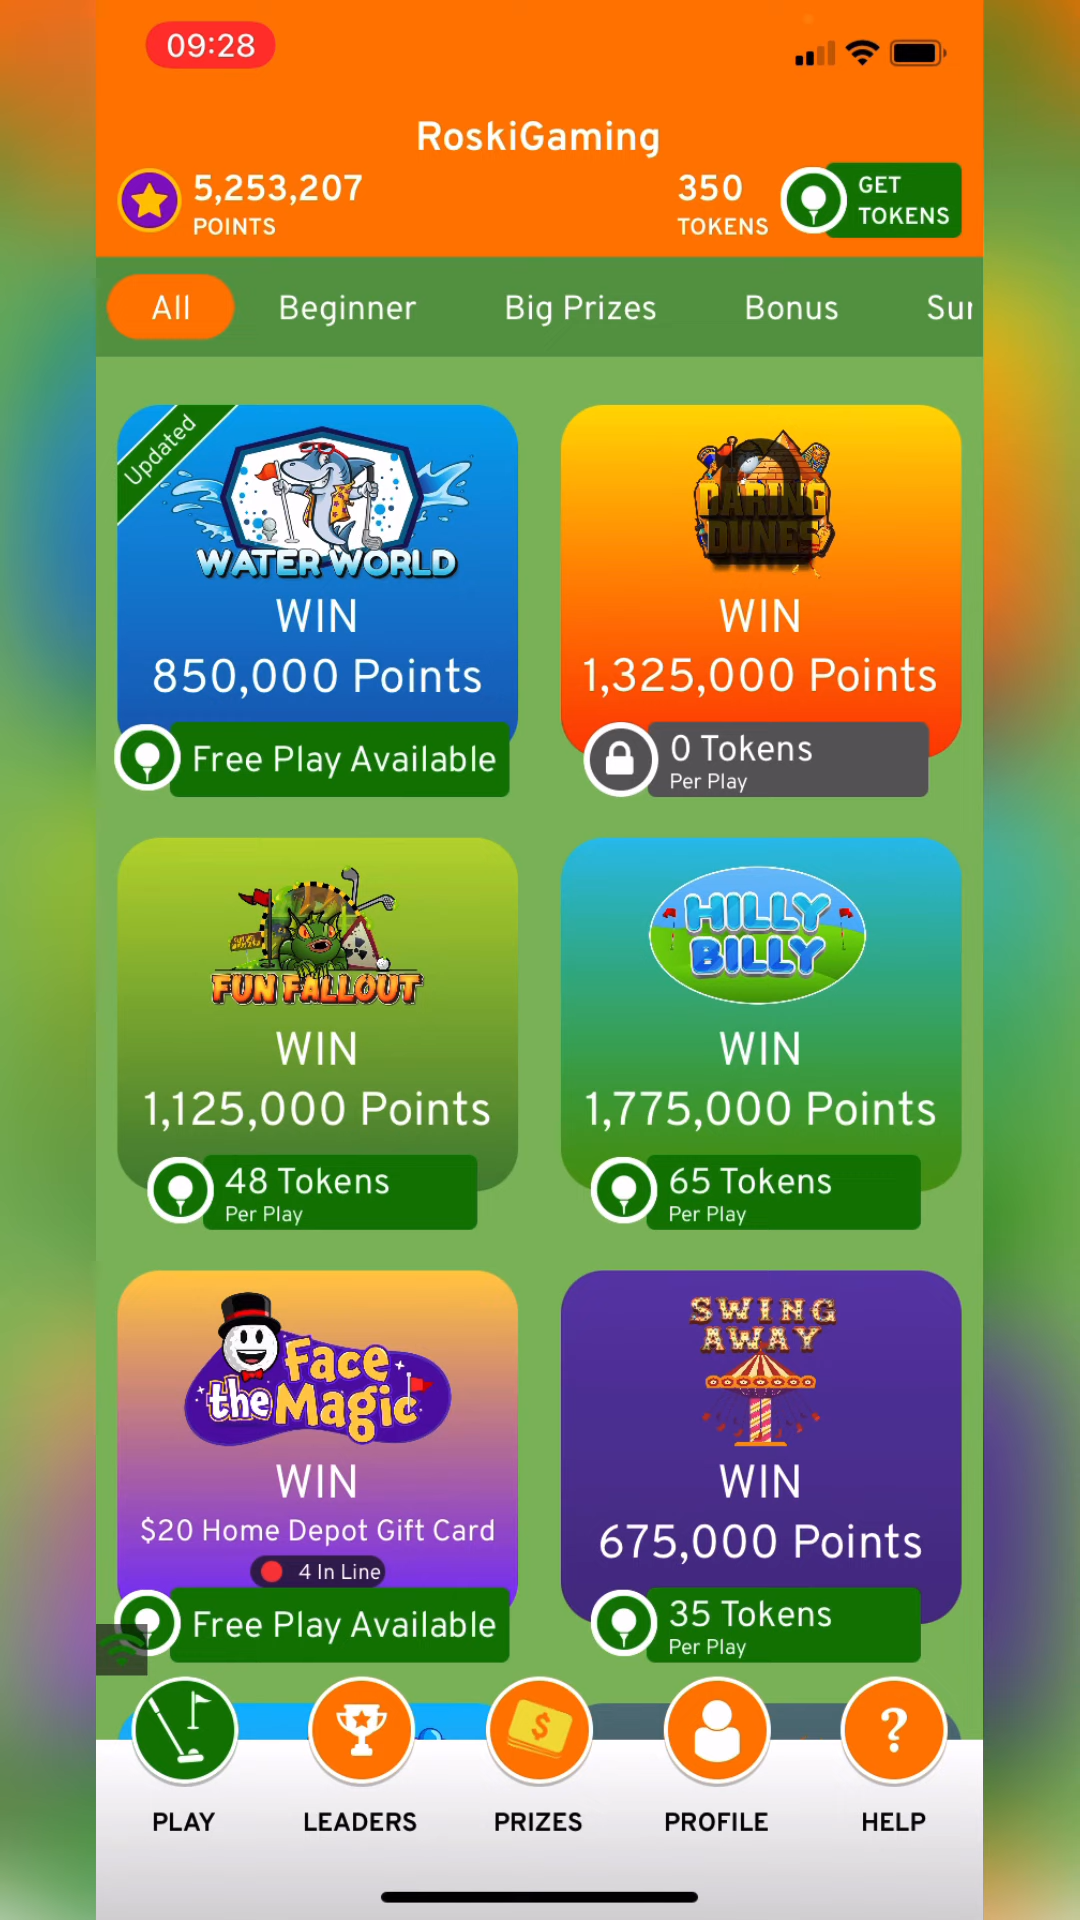 09:28
RoskiGaming
5,253,207
POINTS
350
TOKENS
GET
TOKENS
All
Beginner
Big Prizes
Bonus
Sur
Updated
WATER WORLD
WIN
850,000 Points
Free Play Available
DARING
DUNES
WIN
1,325,000 Points
0 Tokens
Per Play
FUN FALLOUT
WIN
1,125,000 Points
48 Tokens
Per Play
HILLY
BILLY
WIN
1,775,000 Points
65 Tokens
Per Play
Face
the Magic
WIN
$20 Home Depot Gift Card
4 In Line
Free Play Available
SWING
AWAY
WIN
675,000 Points
35 Tokens
Per Play
PLAY
LEADERS
PRIZES
PROFILE
HELP